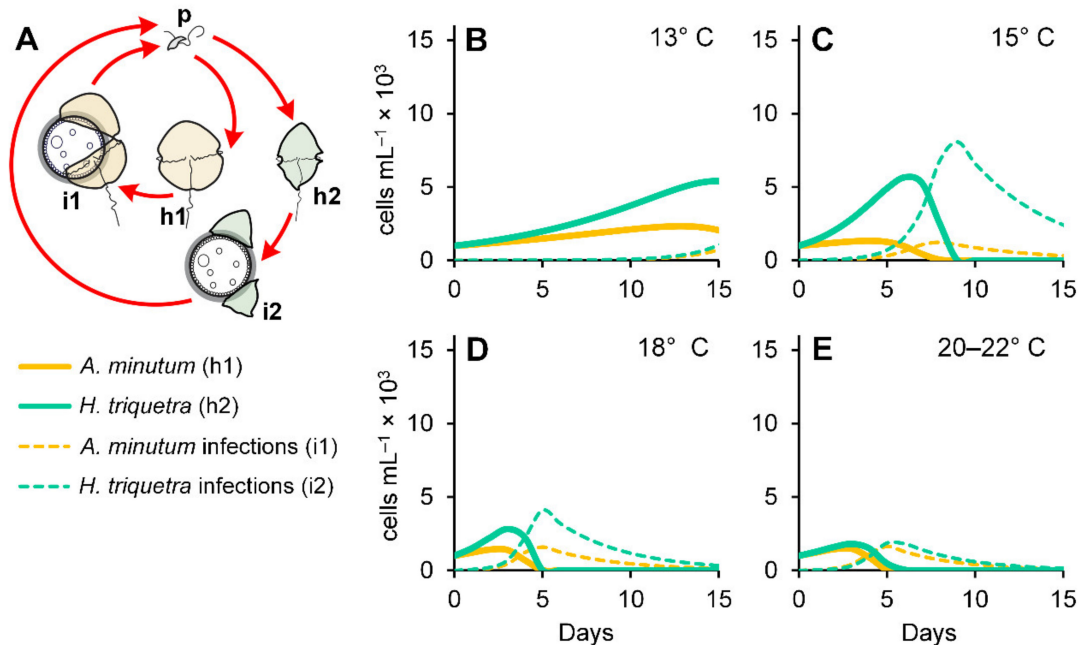 A
p
i1
h1
h2
i2
A. minutum (h1)
H. triquetra (h2)
A. minutum infections (i1)
H. triquetra infections (i2)
B
13° C
cells mL⁻¹ × 10³
15
10
5
0
0 5 10 15
C
15° C
15
10
5
0
0 5 10 15
D
18° C
cells mL⁻¹ × 10³
15
10
5
0
0 5 10 15
Days
E
20–22° C
15
10
5
0
0 5 10 15
Days